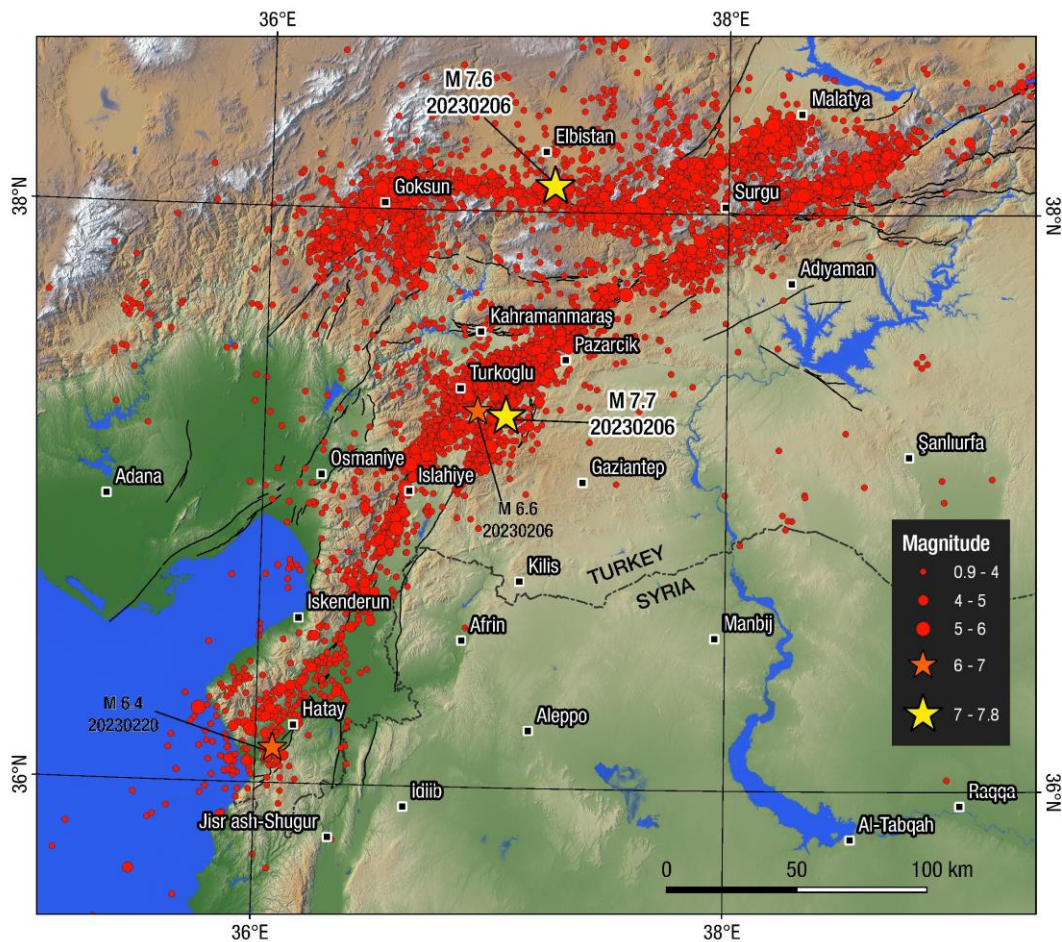 36°E
38°E
M 7.6
20230206
Malatya
Elbistan
38°N
Goksun
Surgu
38°N
Adıyaman
Kahramanmaraş
Pazarcik
Turkoglu
M 7.7
20230206
Şanlıurfa
Osmaniye
Gaziantep
Adana
Islahiye
M 6.6
20230206
Magnitude
0.9 - 4
4 - 5
5 - 6
6 - 7
7 - 7.8
Kilis
TURKEY
SYRIA
Iskenderun
Afrin
Manbij
M 6.4
20230220
Hatay
Aleppo
36°N
idiib
36°N
Raqqa
Jisr ash-Shugur
Al-Tabqah
0 50 100 km
36°E
38°E